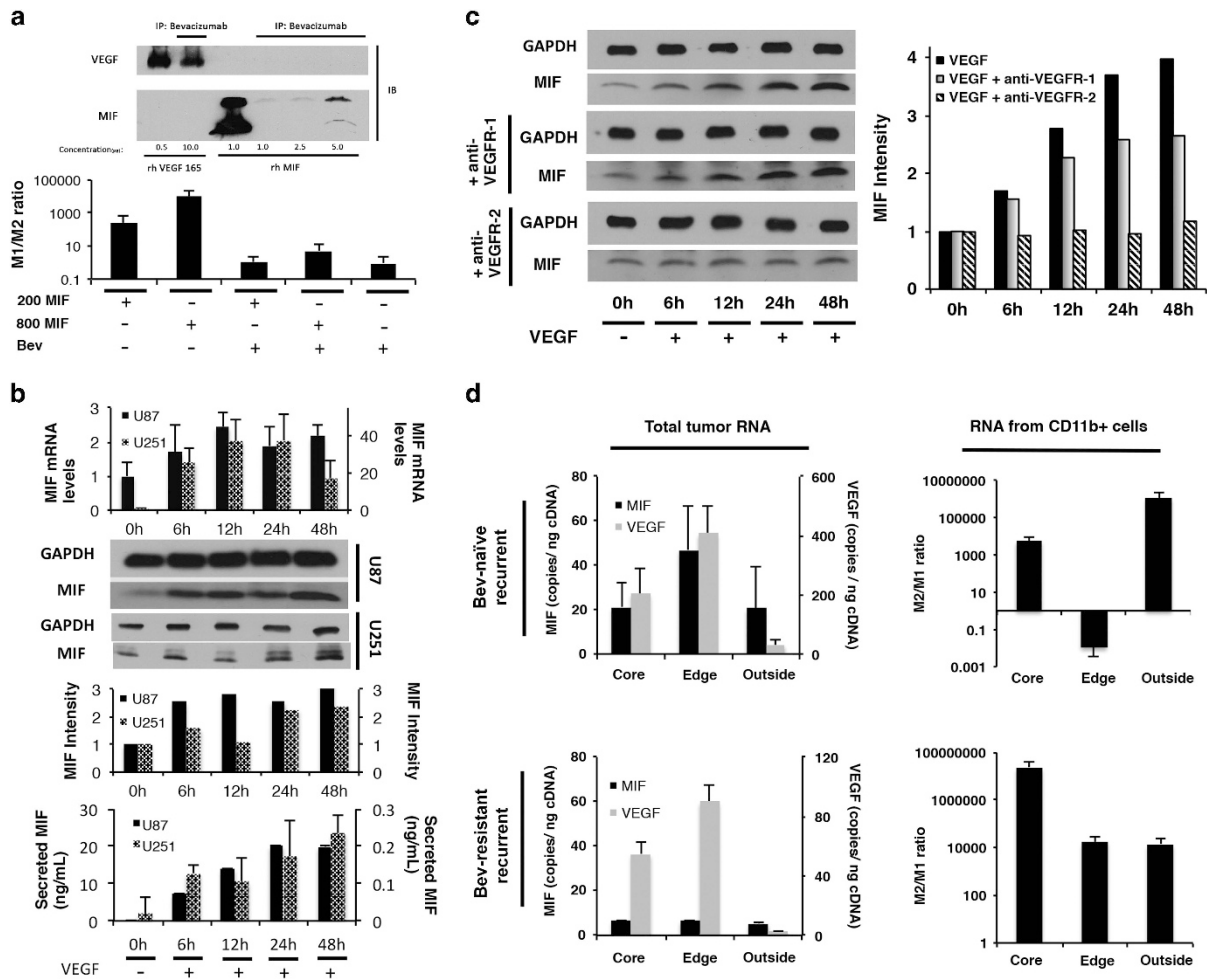 a
IP: Bevacizumab IP: Bevacizumab
VEGF
MIF
IB
0.5 10.0 1.0 1.0 2.5 5.0
rh VEGF 165 rh MIF
M1/M2 ratio
100000
1000
10
0.1
200 MIF + - + - -
800 MIF - + - + -
Bev - - + + +
b
MIF mRNA levels
3
2
1
0
U87
U251
40
20
0
MIF mRNA levels
0h 6h 12h 24h 48h
GAPDH
MIF
U87
GAPDH
MIF
U251
MIF Intensity
3
2
1
0
U87
U251
3
2
1
0
MIF Intensity
0h 6h 12h 24h 48h
Secreted MIF (ng/mL)
30
20
10
0
U87
U251
0.3
0.2
0.1
0
Secreted MIF (ng/mL)
0h 6h 12h 24h 48h
VEGF - + + + +
c
GAPDH
MIF
+ anti-VEGFR-1
GAPDH
MIF
+ anti-VEGFR-2
GAPDH
MIF
0h 6h 12h 24h 48h
VEGF - + + + +
MIF Intensity
4
3
2
1
0
VEGF
VEGF + anti-VEGFR-1
VEGF + anti-VEGFR-2
0h 6h 12h 24h 48h
d
Total tumor RNA
RNA from CD11b+ cells
Bev-naïve recurrent
MIF (copies/ ng cDNA)
80
60
40
20
0
MIF
VEGF
600
400
200
0
VEGF (copies / ng cDNA)
Core Edge Outside
M2/M1 ratio
10000000
100000
1000
10
0.1
0.001
Core Edge Outside
Bev-resistant recurrent
MIF (copies/ ng cDNA)
80
60
40
20
0
MIF
VEGF
120
80
40
0
VEGF (copies/ ng cDNA)
Core Edge Outside
M2/M1 ratio
100000000
1000000
10000
100
1
Core Edge Outside